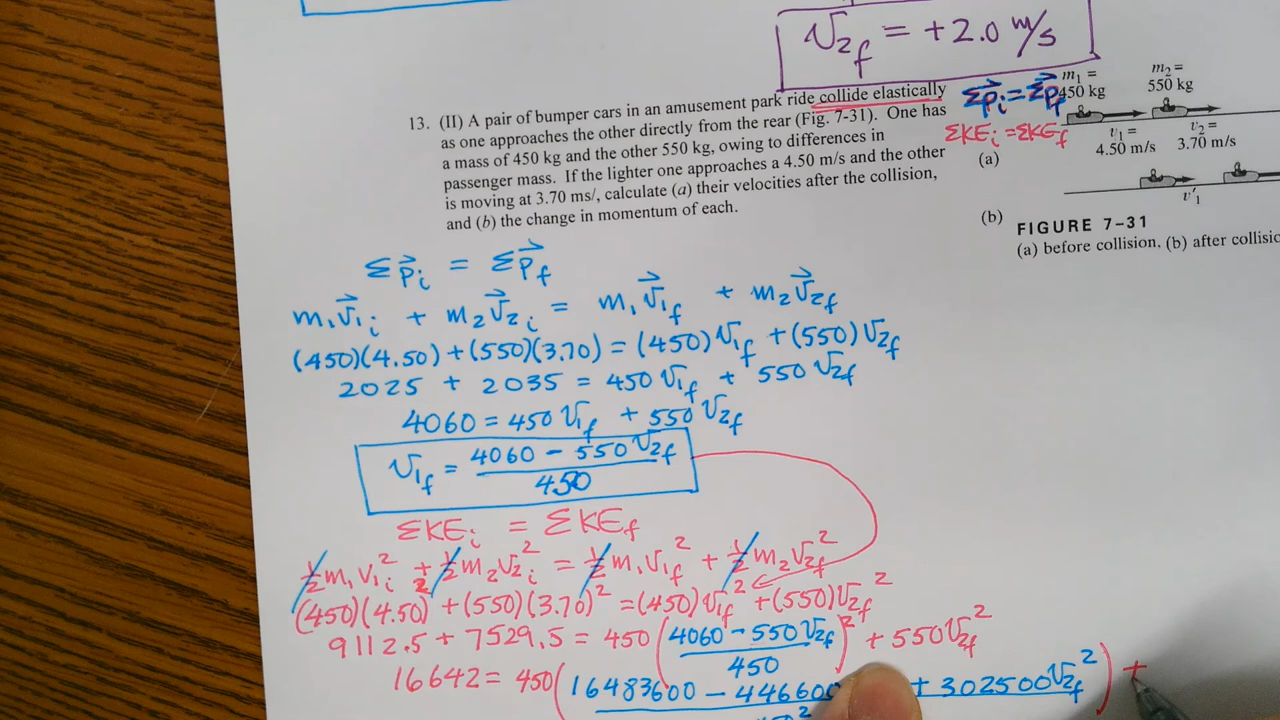 V2f = +2.0 m/s
13. (II) A pair of bumper cars in an amusement park ride collide elastically
as one approaches the other directly from the rear (Fig. 7-31). One has
a mass of 450 kg and the other 550 kg, owing to differences in
passenger mass. If the lighter one approaches a 4.50 m/s and the other
is moving at 3.70 ms/, calculate (a) their velocities after the collision,
and (b) the change in momentum of each.
Σp⃗i = Σp⃗f
ΣKEi = ΣKEf
m1 =
450 kg
m2 =
550 kg
v1 =
4.50 m/s
v2 =
3.70 m/s
(a)
v'1
(b)
FIGURE 7-31
(a) before collision, (b) after
Σp⃗i = Σp⃗f
m1v⃗1i + m2v⃗2i = m1v⃗1f + m2v⃗2f
(450)(4.50) + (550)(3.70) = (450)V1f + (550)V2f
2025 + 2035 = 450V1f + 550V2f
4060 = 450V1f + 550V2f
V1f = (4060 - 550V2f)/450
ΣKEi = ΣKEf
½m1v1i² + ½m2v2i² = ½m1v1f² + ½m2v2f²
(450)(4.50)² + (550)(3.70)² = (450)V1f² + (550)V2f²
9112.5 + 7529.5 = 450((4060 - 550V2f)/450)² + 550V2f²
16642 = 450(16483600 - 446600 + 302500V2f²) +